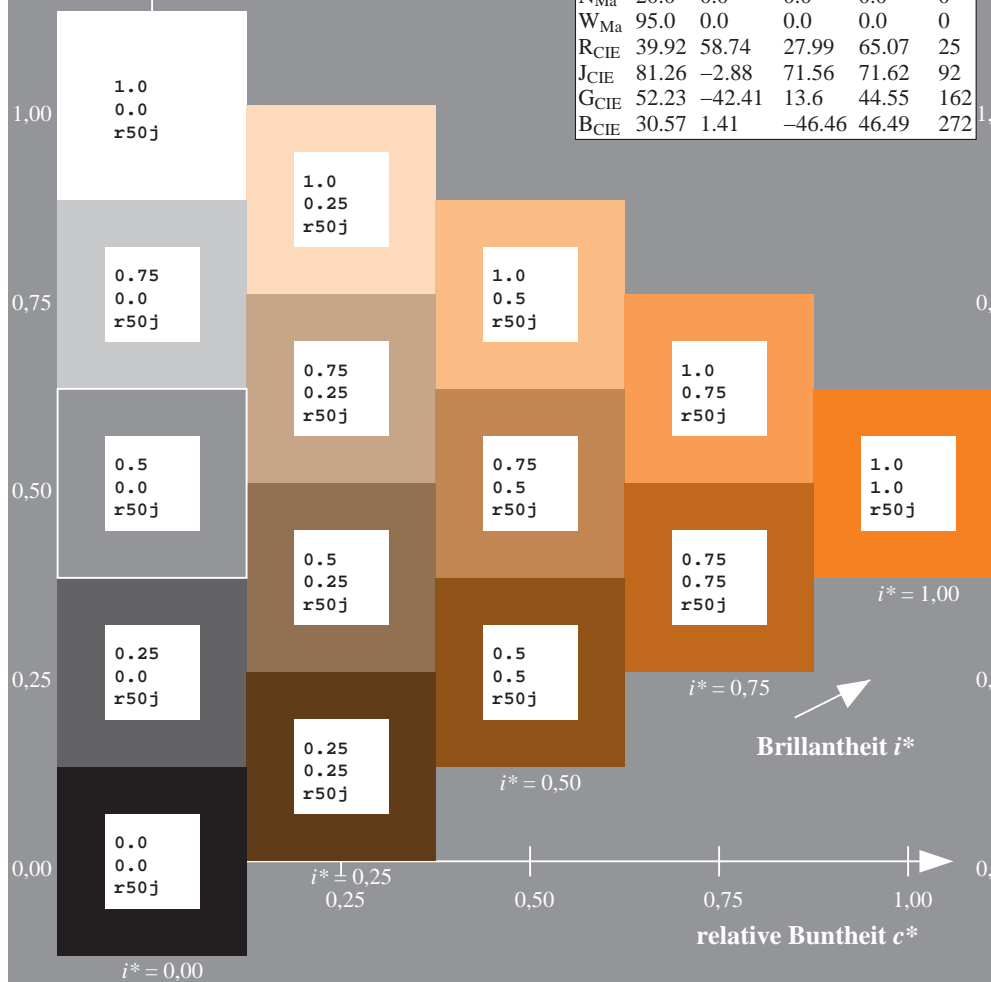 W_Ma 95.0 0.0 0.0 0.0 0
R_CIE 39.92 58.74 27.99 65.07 25
J_CIE 81.26 −2.88 71.56 71.62 92
G_CIE 52.23 −42.41 13.6 44.55 162
B_CIE 30.57 1.41 −46.46 46.49 272
1,00
0,75
0,50
0,25
0,00
1.0
0.0
r50j
0.75
0.0
r50j
0.5
0.0
r50j
0.25
0.0
r50j
0.0
0.0
r50j
i* = 0,00
1.0
0.25
r50j
0.75
0.25
r50j
0.5
0.25
r50j
0.25
0.25
r50j
i* = 0,25
1.0
0.5
r50j
0.75
0.5
r50j
0.5
0.5
r50j
i* = 0,50
1.0
0.75
r50j
0.75
0.75
r50j
i* = 0,75
1.0
1.0
r50j
i* = 1,00
Brillantheit i*
0,25 0,50 0,75 1,00
relative Buntheit c*